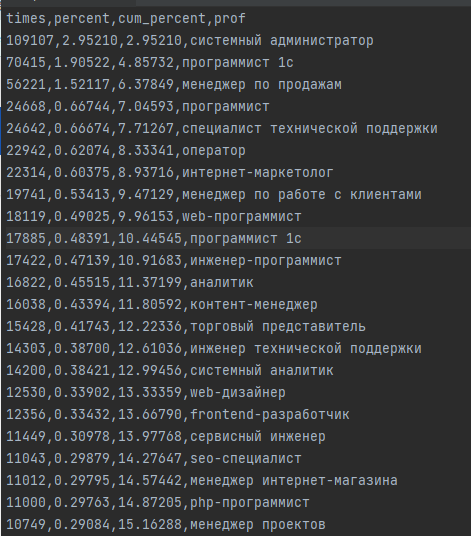 times,percent,cum_percent,prof
109107,2.95210,2.95210,системный администратор
70415,1.90522,4.85732,программист 1с
56221,1.52117,6.37849,менеджер по продажам
24668,0.66744,7.04593,программист
24642,0.66674,7.71267,специалист технической поддержки
22942,0.62074,8.33341,оператор
22314,0.60375,8.93716,интернет-маркетолог
19741,0.53413,9.47129,менеджер по работе с клиентами
18119,0.49025,9.96153,web-программист
17885,0.48391,10.44545,программист 1c
17422,0.47139,10.91683,инженер-программист
16822,0.45515,11.37199,аналитик
16038,0.43394,11.80592,контент-менеджер
15428,0.41743,12.22336,торговый представитель
14303,0.38700,12.61036,инженер технической поддержки
14200,0.38421,12.99456,системный аналитик
12530,0.33902,13.33359,web-дизайнер
12356,0.33432,13.66790,frontend-разработчик
11449,0.30978,13.97768,сервисный инженер
11043,0.29879,14.27647,seo-специалист
11012,0.29795,14.57442,менеджер интернет-магазина
11000,0.29763,14.87205,php-программист
10749,0.29084,15.16288,менеджер проектов